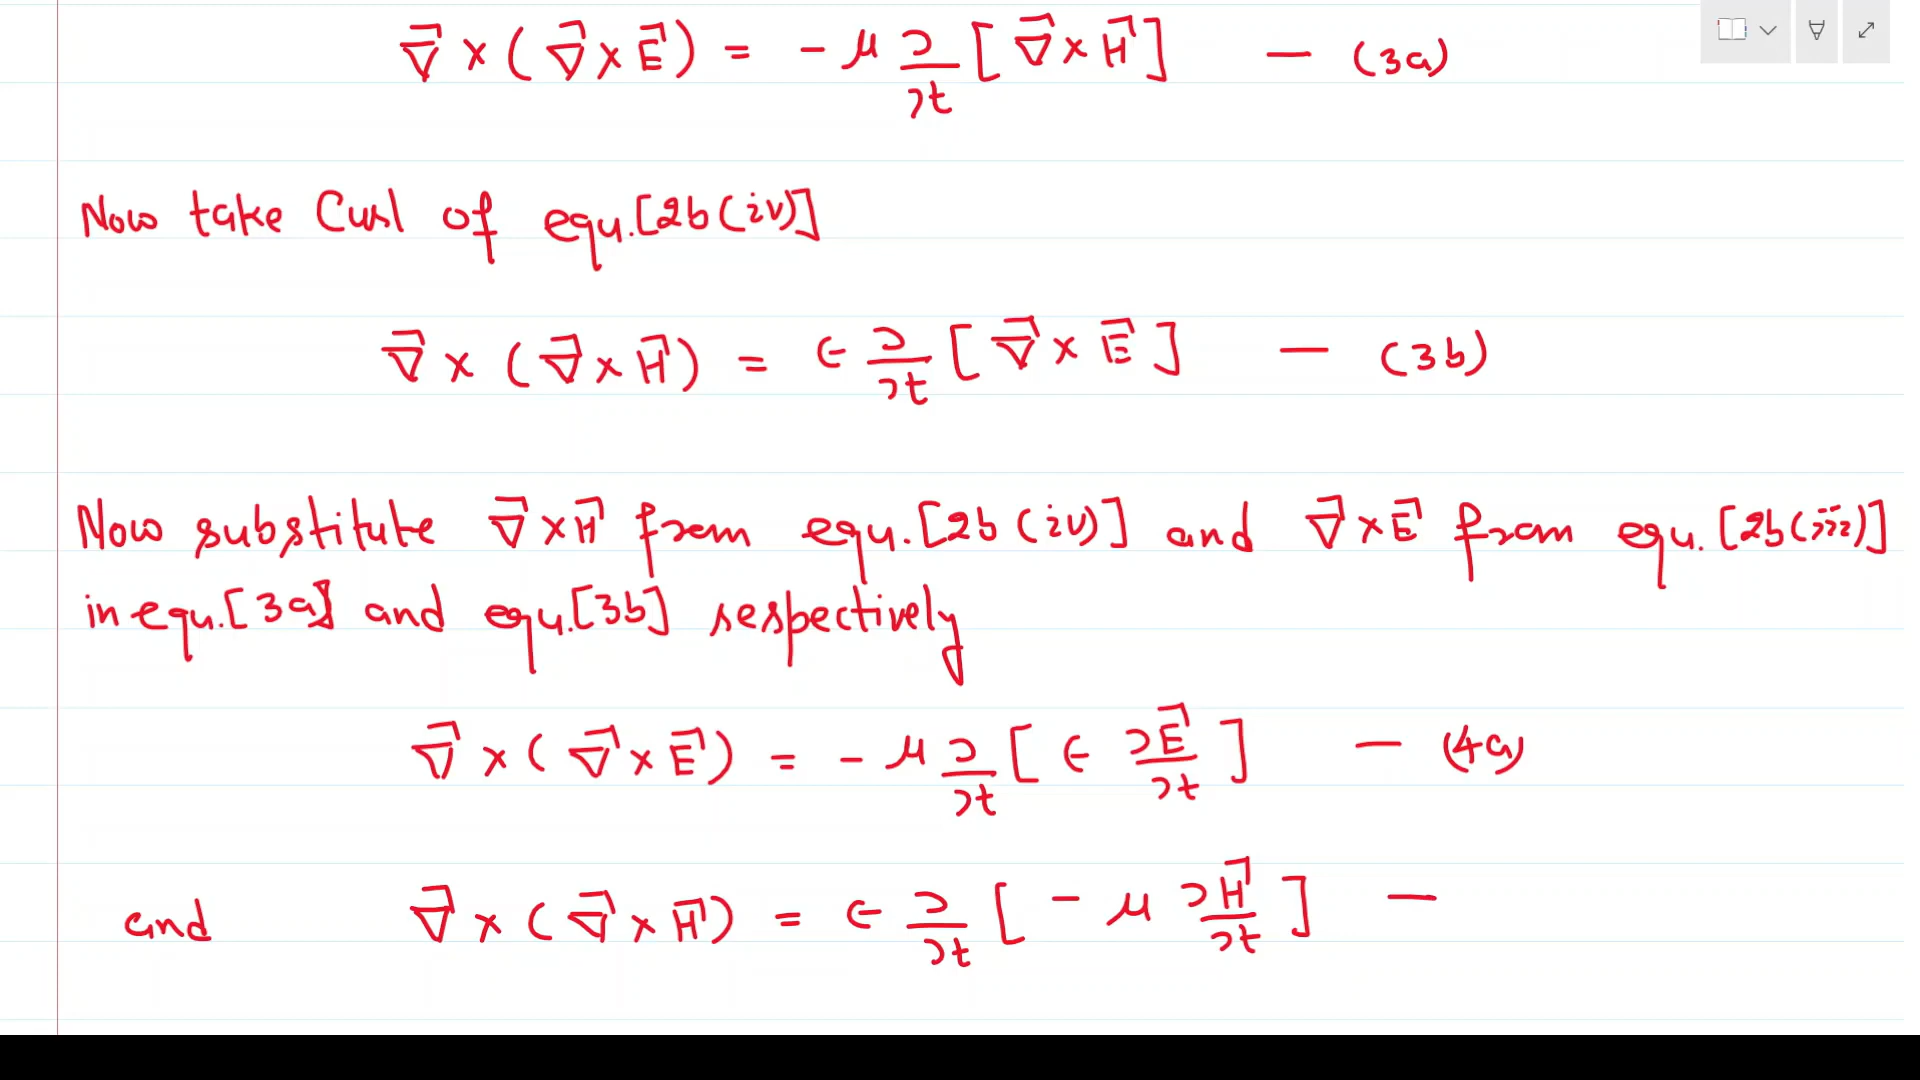 ∇⃗ × (∇⃗ × E⃗) = - μ ∂/∂t [∇⃗ × H⃗] — (3a)
Now take Curl of equ.[2b(iv)]
∇⃗ × (∇⃗ × H⃗) = ϵ ∂/∂t [∇⃗ × E⃗] — (3b)
Now substitute ∇⃗ × H⃗ from equ.[2b(iv)] and ∇⃗ × E⃗ from equ.[2b(iii)]
in equ.[3a] and equ.[3b] respectively
∇⃗ × (∇⃗ × E⃗) = - μ ∂/∂t [ϵ ∂E⃗/∂t] — (4a)
and ∇⃗ × (∇⃗ × H⃗) = ϵ ∂/∂t [- μ ∂H⃗/∂t] —